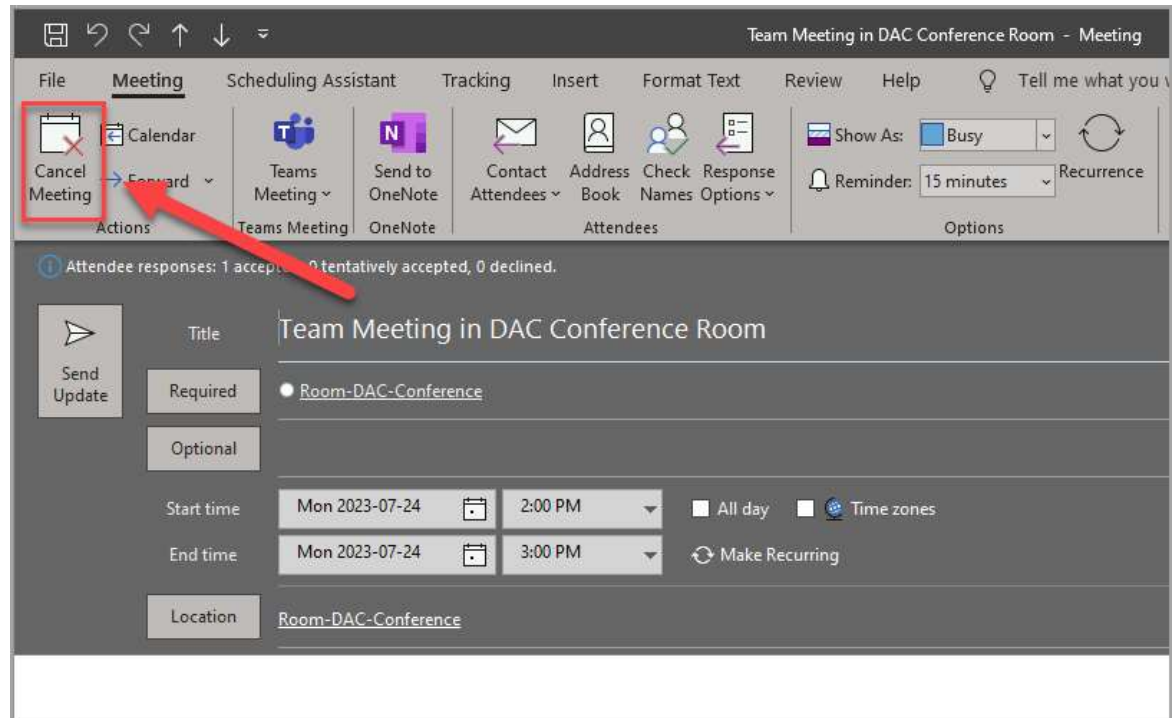 Team Meeting in DAC Conference Room - Meeting
File Meeting Scheduling Assistant Tracking Insert Format Text Review Help Tell me what you
Cancel Meeting
Calendar
Forward
Actions
Teams Meeting
Teams Meeting
Send to OneNote
OneNote
Contact Attendees
Address Book
Check Names
Response Options
Attendees
Show As: Busy
Reminder: 15 minutes
Recurrence
Options
Attendee responses: 1 accepted, 0 tentatively accepted, 0 declined.
Send Update
Title Team Meeting in DAC Conference Room
Required Room-DAC-Conference
Optional
Start time Mon 2023-07-24 2:00 PM All day Time zones
End time Mon 2023-07-24 3:00 PM Make Recurring
Location Room-DAC-Conference